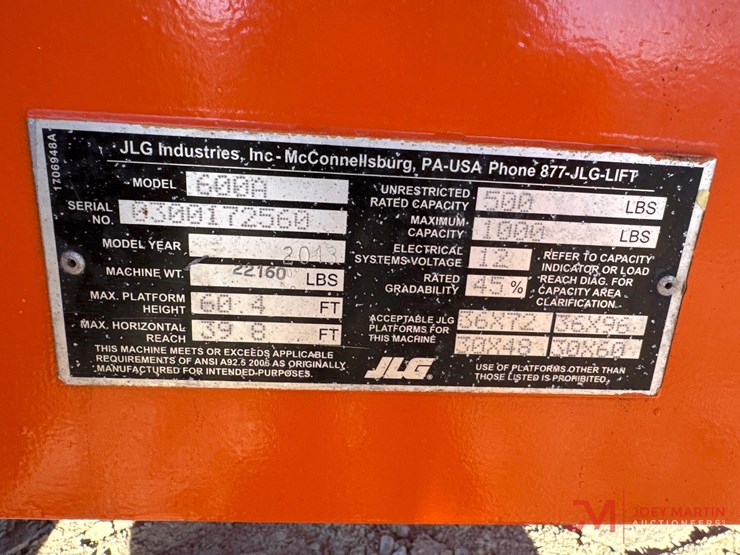 1706948A
JLG Industries, Inc - McConnellsburg, PA-USA Phone 877-JLG-LIFT
MODEL 600A
SERIAL NO. 0300172560
MODEL YEAR 2013
MACHINE WT. 22160 LBS
MAX. PLATFORM HEIGHT 60 4 FT
MAX. HORIZONTAL REACH 39 8 FT
THIS MACHINE MEETS OR EXCEEDS APPLICABLE
REQUIREMENTS OF ANSI A92.5 2006 AS ORIGINALLY
MANUFACTURED FOR INTENDED PURPOSES.
UNRESTRICTED RATED CAPACITY 500 LBS
MAXIMUM CAPACITY 1000 LBS
ELECTRICAL SYSTEMS VOLTAGE 12
RATED GRADABILITY 45 %
REFER TO CAPACITY
INDICATOR OR LOAD
REACH DIAG. FOR
CAPACITY AREA
CLARIFICATION.
ACCEPTABLE JLG
PLATFORMS FOR
THIS MACHINE
36X72 36X96
30X48 30X60
JLG®
USE OF PLATFORMS OTHER THAN
THOSE LISTED IS PROHIBITED.
JM JOEY MARTIN
AUCTIONEERS